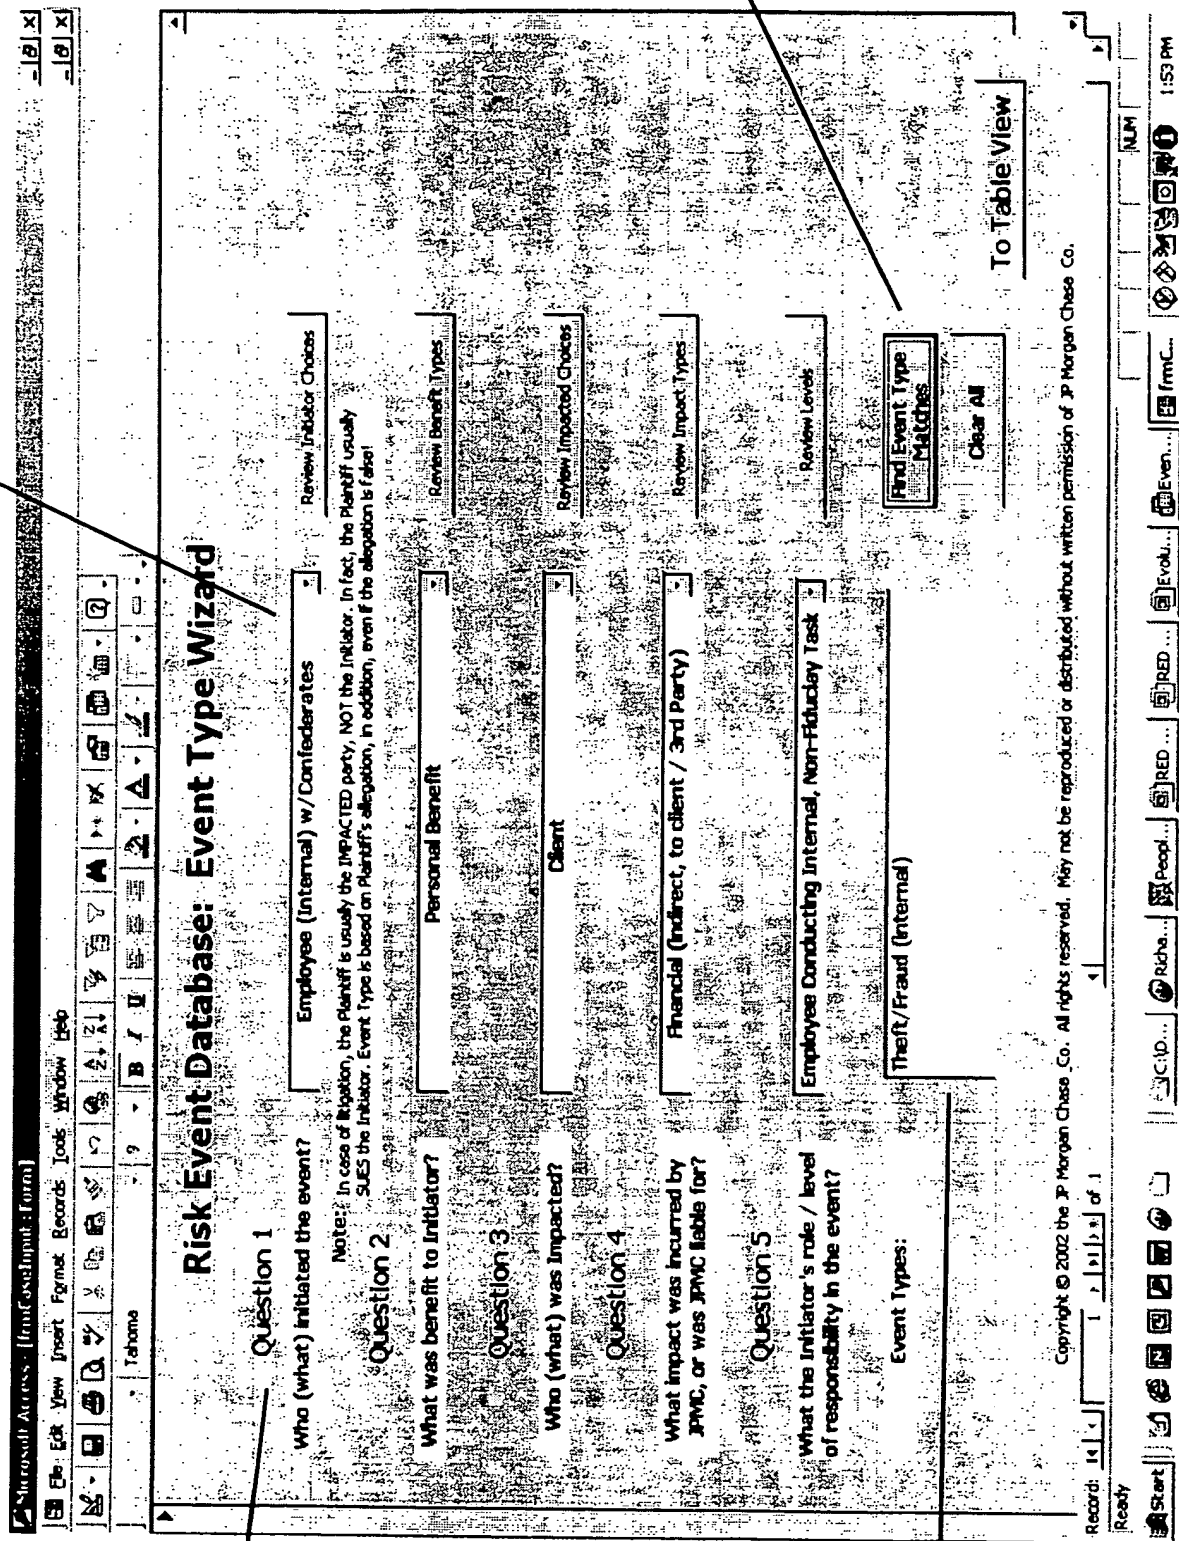 Microsoft Access - [frmCaseInput : Form]
File Edit View Insert Format Records Tools Window Help
Tahoma 9 B I U
Risk Event Database: Event Type Wizard
Question 1
Who (what) initiated the event?
Employee (Internal) w/Confederates
Review Initiator Choices
Note: In case of litigation, the Plaintiff is usually the IMPACTED party, NOT the Initiator. In fact, the Plaintiff usually
SUES the Initiator. Event Type is based on Plaintiff's allegation, in addition, even if the allegation is false!
Question 2
What was benefit to Initiator?
Personal Benefit
Review Benefit Types
Question 3
Who (what) was Impacted?
Client
Review Impacted Choices
Question 4
What impact was incurred by
JPMC, or was JPMC liable for?
Financial (Indirect, to client / 3rd Party)
Review Impact Types
Question 5
What the Initiator's role / level
of responsibility in the event?
Employee Conducting Internal, Non-Fiduciay Task
Review Levels
Event Types:
Theft/Fraud (Internal)
Find Event Type
Matches
Clear All
To Table View
Copyright © 2002 the JP Morgan Chase Co. All rights reserved. May not be reproduced or distributed without written permission of JP Morgan Chase Co.
Record: 1 of 1
Ready
NUM
Start
C:\D...
Richa...
Peopl...
RED ...
RED ...
Evolu...
Even...
frmC...
1:53 PM